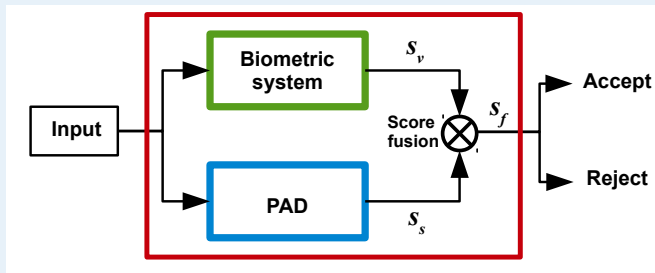 Input
Biometric
system
PAD
s_v
s_s
Score
fusion
s_f
Accept
Reject